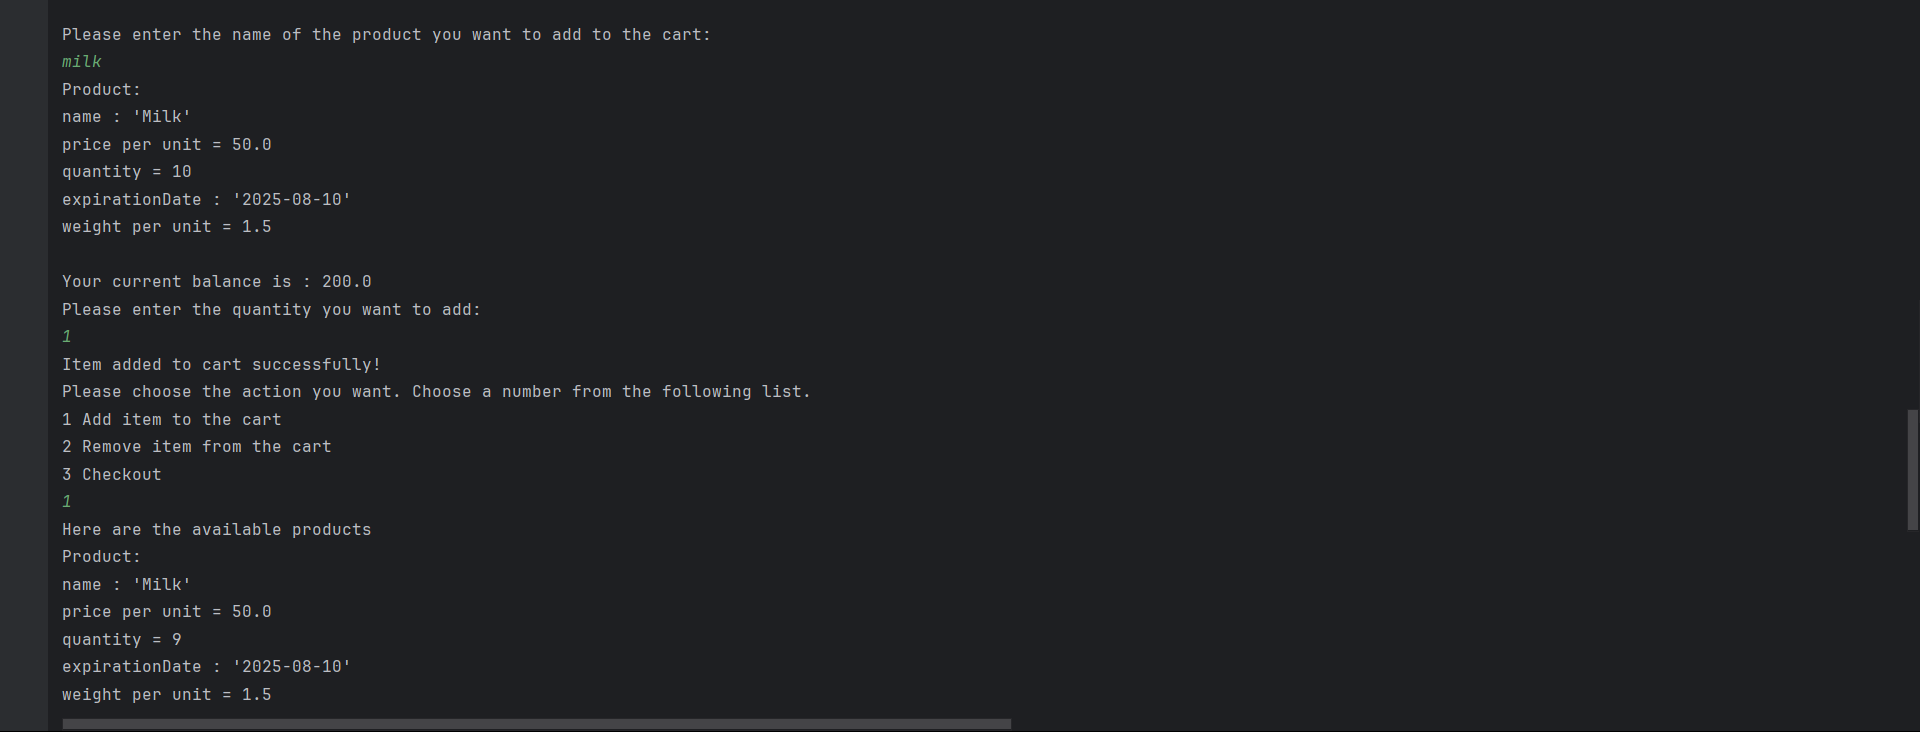 Please enter the name of the product you want to add to the cart:
milk
Product:
name : 'Milk'
price per unit = 50.0
quantity = 10
expirationDate : '2025-08-10'
weight per unit = 1.5
Your current balance is : 200.0
Please enter the quantity you want to add:
1
Item added to cart successfully!
Please choose the action you want. Choose a number from the following list.
1 Add item to the cart
2 Remove item from the cart
3 Checkout
1
Here are the available products
Product:
name : 'Milk'
price per unit = 50.0
quantity = 9
expirationDate : '2025-08-10'
weight per unit = 1.5